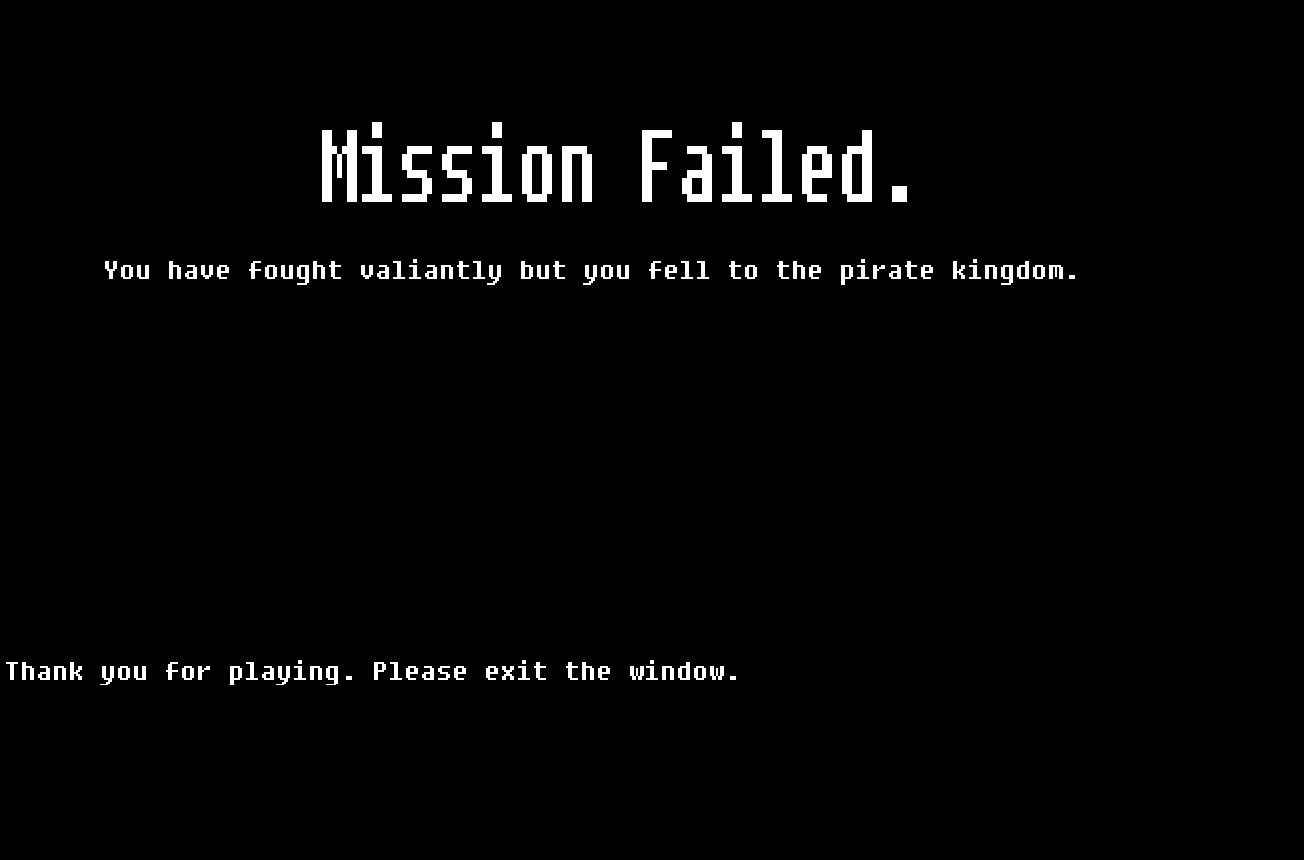 Mission Failed.
You have fought valiantly but you fell to the pirate kingdom.
Thank you for playing. Please exit the window.